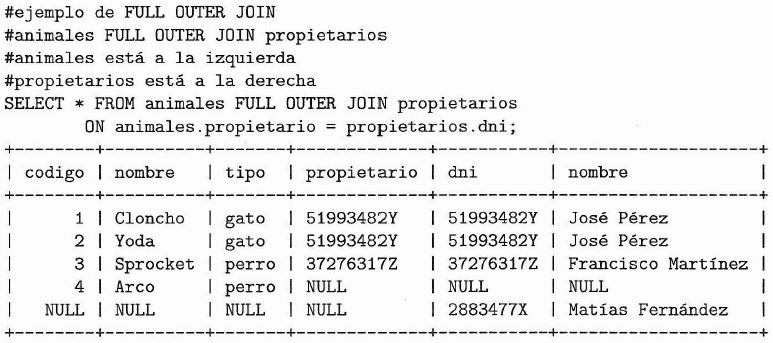 #ejemplo de FULL OUTER JOIN
#animales FULL OUTER JOIN propietarios
#animales está a la izquierda
#propietarios está a la derecha
SELECT * FROM animales FULL OUTER JOIN propietarios
ON animales.propietario = propietarios.dni;
+--------+----------+-------+-------------+-----------+--------------------+
| codigo | nombre | tipo | propietario | dni | nombre |
+--------+----------+-------+-------------+-----------+--------------------+
| 1 | Cloncho | gato | 51993482Y | 51993482Y | José Pérez |
| 2 | Yoda | gato | 51993482Y | 51993482Y | José Pérez |
| 3 | Sprocket | perro | 37276317Z | 37276317Z | Francisco Martínez |
| 4 | Arco | perro | NULL | NULL | NULL |
| NULL | NULL | NULL | NULL | 2883477X | Matías Fernández |
+--------+----------+-------+-------------+-----------+--------------------+